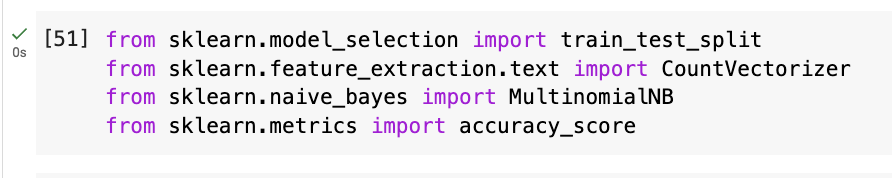 [51] from sklearn.model_selection import train_test_split
0s
from sklearn.feature_extraction.text import CountVectorizer
from sklearn.naive_bayes import MultinomialNB
from sklearn.metrics import accuracy_score